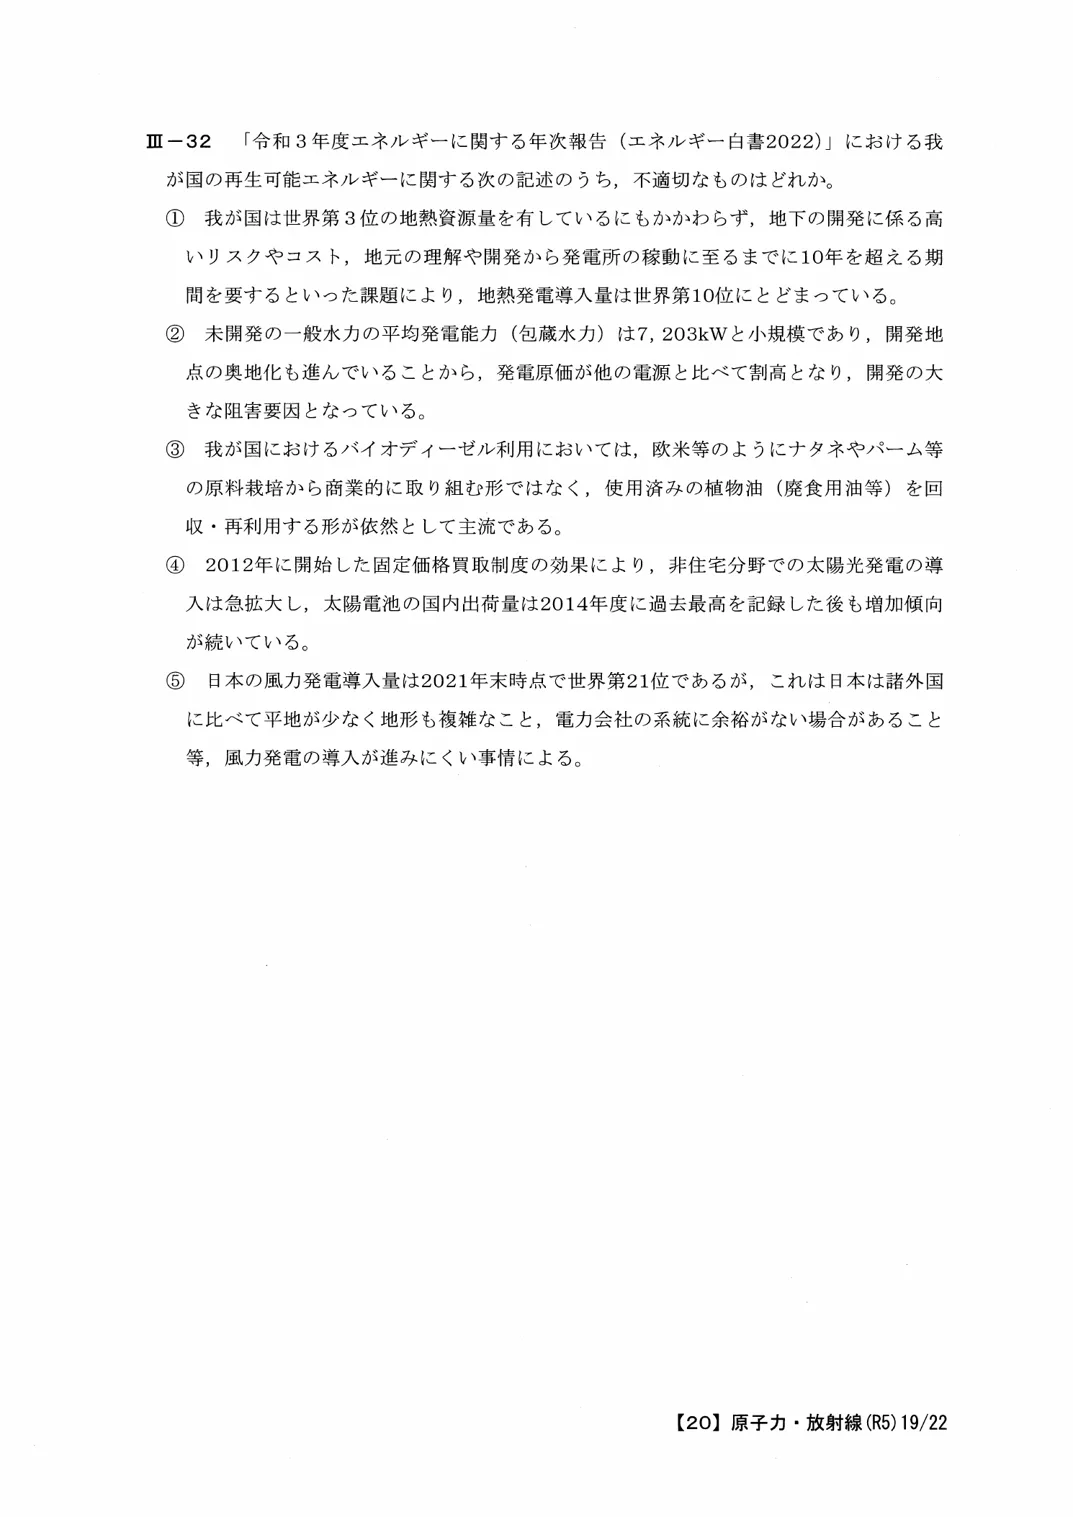 Ⅲ－32　「令和３年度エネルギーに関する年次報告（エネルギー白書2022）」における我
が国の再生可能エネルギーに関する次の記述のうち，不適切なものはどれか。
①　我が国は世界第３位の地熱資源量を有しているにもかかわらず，地下の開発に係る高
いリスクやコスト，地元の理解や開発から発電所の稼動に至るまでに10年を超える期
間を要するといった課題により，地熱発電導入量は世界第10位にとどまっている。
②　未開発の一般水力の平均発電能力（包蔵水力）は7，203kWと小規模であり，開発地
点の奥地化も進んでいることから，発電原価が他の電源と比べて割高となり，開発の大
きな阻害要因となっている。
③　我が国におけるバイオディーゼル利用においては，欧米等のようにナタネやパーム等
の原料栽培から商業的に取り組む形ではなく，使用済みの植物油（廃食用油等）を回
収・再利用する形が依然として主流である。
④　2012年に開始した固定価格買取制度の効果により，非住宅分野での太陽光発電の導
入は急拡大し，太陽電池の国内出荷量は2014年度に過去最高を記録した後も増加傾向
が続いている。
⑤　日本の風力発電導入量は2021年末時点で世界第21位であるが，これは日本は諸外国
に比べて平地が少なく地形も複雑なこと，電力会社の系統に余裕がない場合があること
等，風力発電の導入が進みにくい事情による。
【20】原子力・放射線(R5)19/22